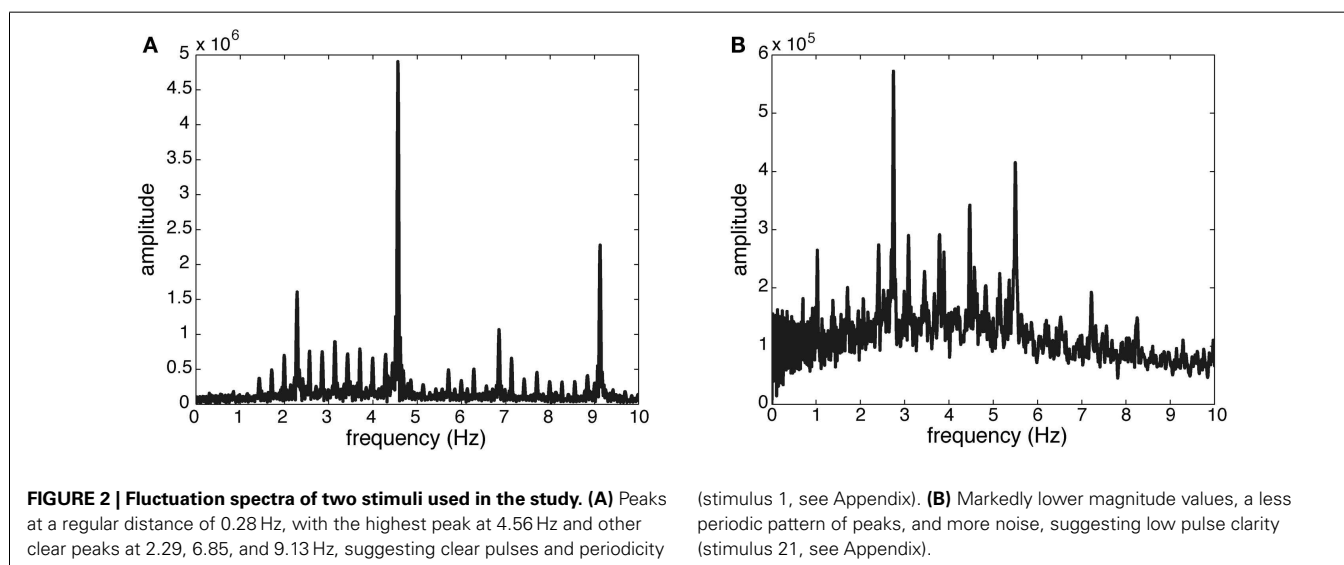 A
x 10⁶
5
4.5
4
3.5
3
2.5
2
1.5
1
0.5
0
amplitude
0 1 2 3 4 5 6 7 8 9 10
frequency (Hz)
B
x 10⁵
6
5
4
3
2
1
0
amplitude
0 1 2 3 4 5 6 7 8 9 10
frequency (Hz)
FIGURE 2 | Fluctuation spectra of two stimuli used in the study. (A) Peaks
at a regular distance of 0.28 Hz, with the highest peak at 4.56 Hz and other
clear peaks at 2.29, 6.85, and 9.13 Hz, suggesting clear pulses and periodicity
(stimulus 1, see Appendix). (B) Markedly lower magnitude values, a less
periodic pattern of peaks, and more noise, suggesting low pulse clarity
(stimulus 21, see Appendix).